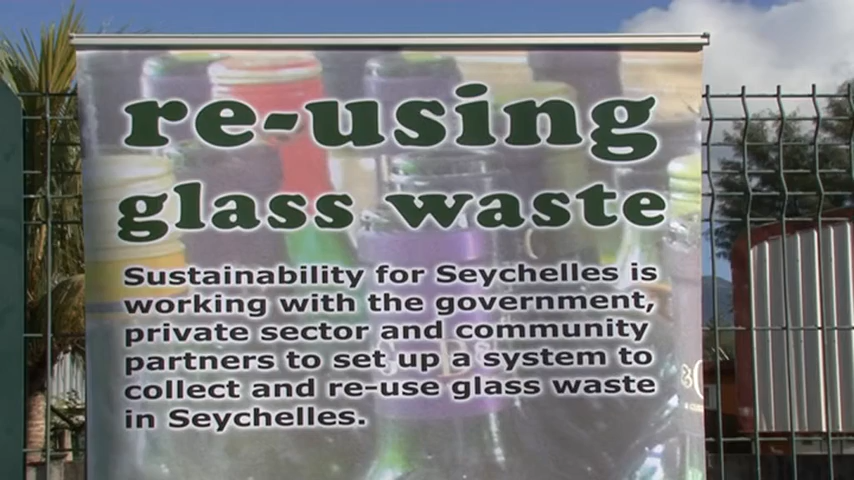 re-using
glass waste
Sustainability for Seychelles is
working with the government,
private sector and community
partners to set up a system to
collect and re-use glass waste
in Seychelles.